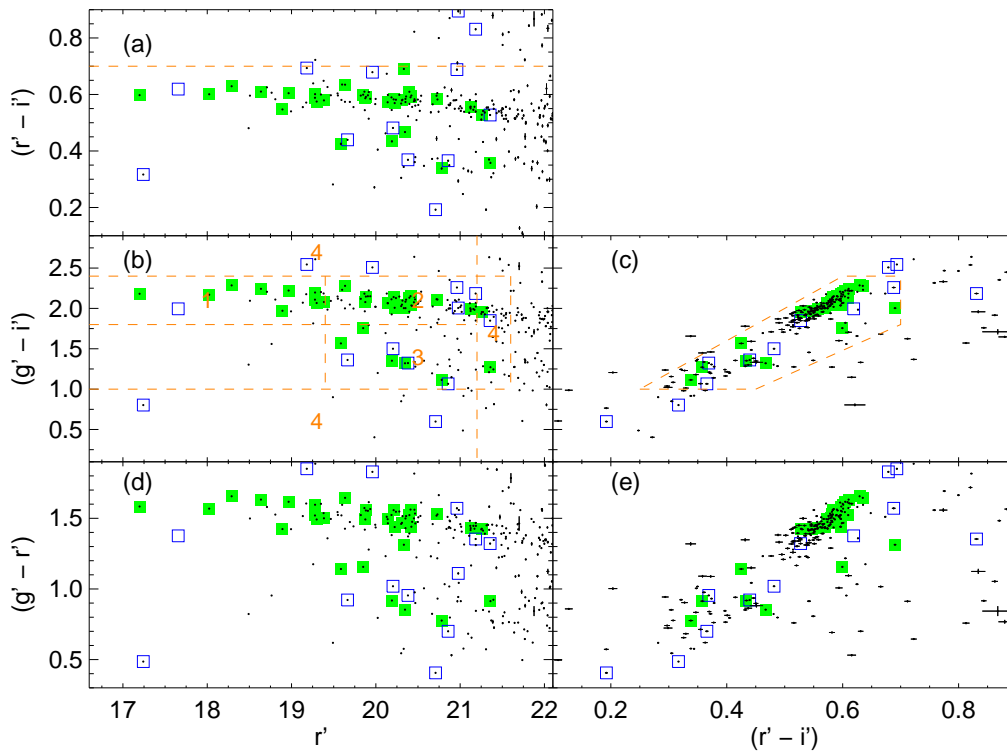 (a)
0.8
0.6
0.4
0.2
(r' − i')
(b)
4
2.5
2.0
1.5
1.0
0.5
1
2
3
4
4
(g' − i')
(c)
(d)
1.5
1.0
0.5
(g' − r')
(e)
17 18 19 20 21 22
0.2 0.4 0.6 0.8
r'
(r' − i')